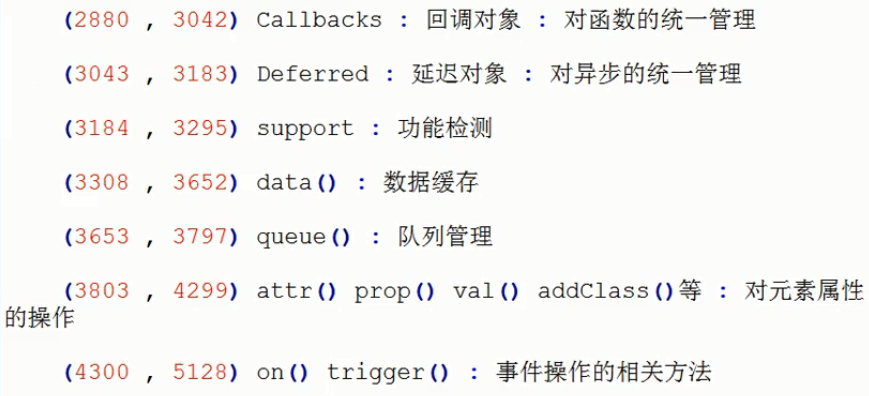 (2880 , 3042) Callbacks : 回调对象 : 对函数的统一管理
(3043 , 3183) Deferred : 延迟对象 : 对异步的统一管理
(3184 , 3295) support : 功能检测
(3308 , 3652) data() : 数据缓存
(3653 , 3797) queue() : 队列管理
(3803 , 4299) attr() prop() val() addClass()等 : 对元素属性
的操作
(4300 , 5128) on() trigger() : 事件操作的相关方法